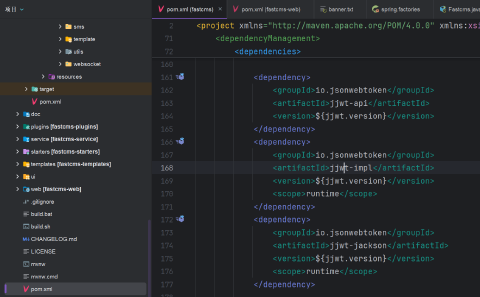 项目
sms
template
utils
websocket
resources
target
pom.xml
doc
plugins [fastcms-plugins]
service [fastcms-service]
starters [fastcms-starters]
templates [fastcms-templates]
ui
web [fastcms-web]
.gitignore
build.bat
build.sh
CHANGELOG.md
LICENSE
mvnw
mvnw.cmd
pom.xml
pom.xml (fastcms)
pom.xml (fastcms-web)
banner.txt
spring.factories
Fastcms.java
2 <project xmlns="http://maven.apache.org/POM/4.0.0" xmlns:xsi
71 <dependencyManagement>
72 <dependencies>
160
161 <dependency>
162 <groupId>io.jsonwebtoken</groupId>
163 <artifactId>jjwt-api</artifactId>
164 <version>${jjwt.version}</version>
165 </dependency>
166 <dependency>
167 <groupId>io.jsonwebtoken</groupId>
168 <artifactId>jjwt-impl</artifactId>
169 <version>${jjwt.version}</version>
170 <scope>runtime</scope>
171 </dependency>
172 <dependency>
173 <groupId>io.jsonwebtoken</groupId>
174 <artifactId>jjwt-jackson</artifactId>
175 <version>${jjwt.version}</version>
176 <scope>runtime</scope>
177 </dependency>